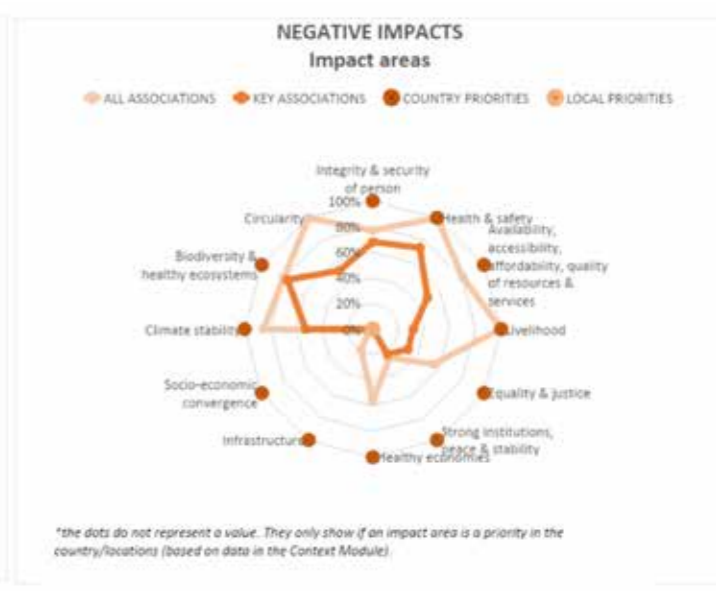 NEGATIVE IMPACTS
Impact areas
ALL ASSOCIATIONS KEY ASSOCIATIONS COUNTRY PRIORITIES LOCAL PRIORITIES
Integrity & security
of person
100%
Circularity
80%
Health & safety
Availability,
accessibility,
affordability, quality
of resources &
services
Biodiversity &
healthy ecosystems
60%
40%
20%
0%
Climate stability
Livelihood
Socio-economic
convergence
Equality & justice
Infrastructure
Strong institutions,
peace & stability
Healthy economies
*the dots do not represent a value. They only show if an impact area is a priority in the
country/locations (based on data in the Context Module).